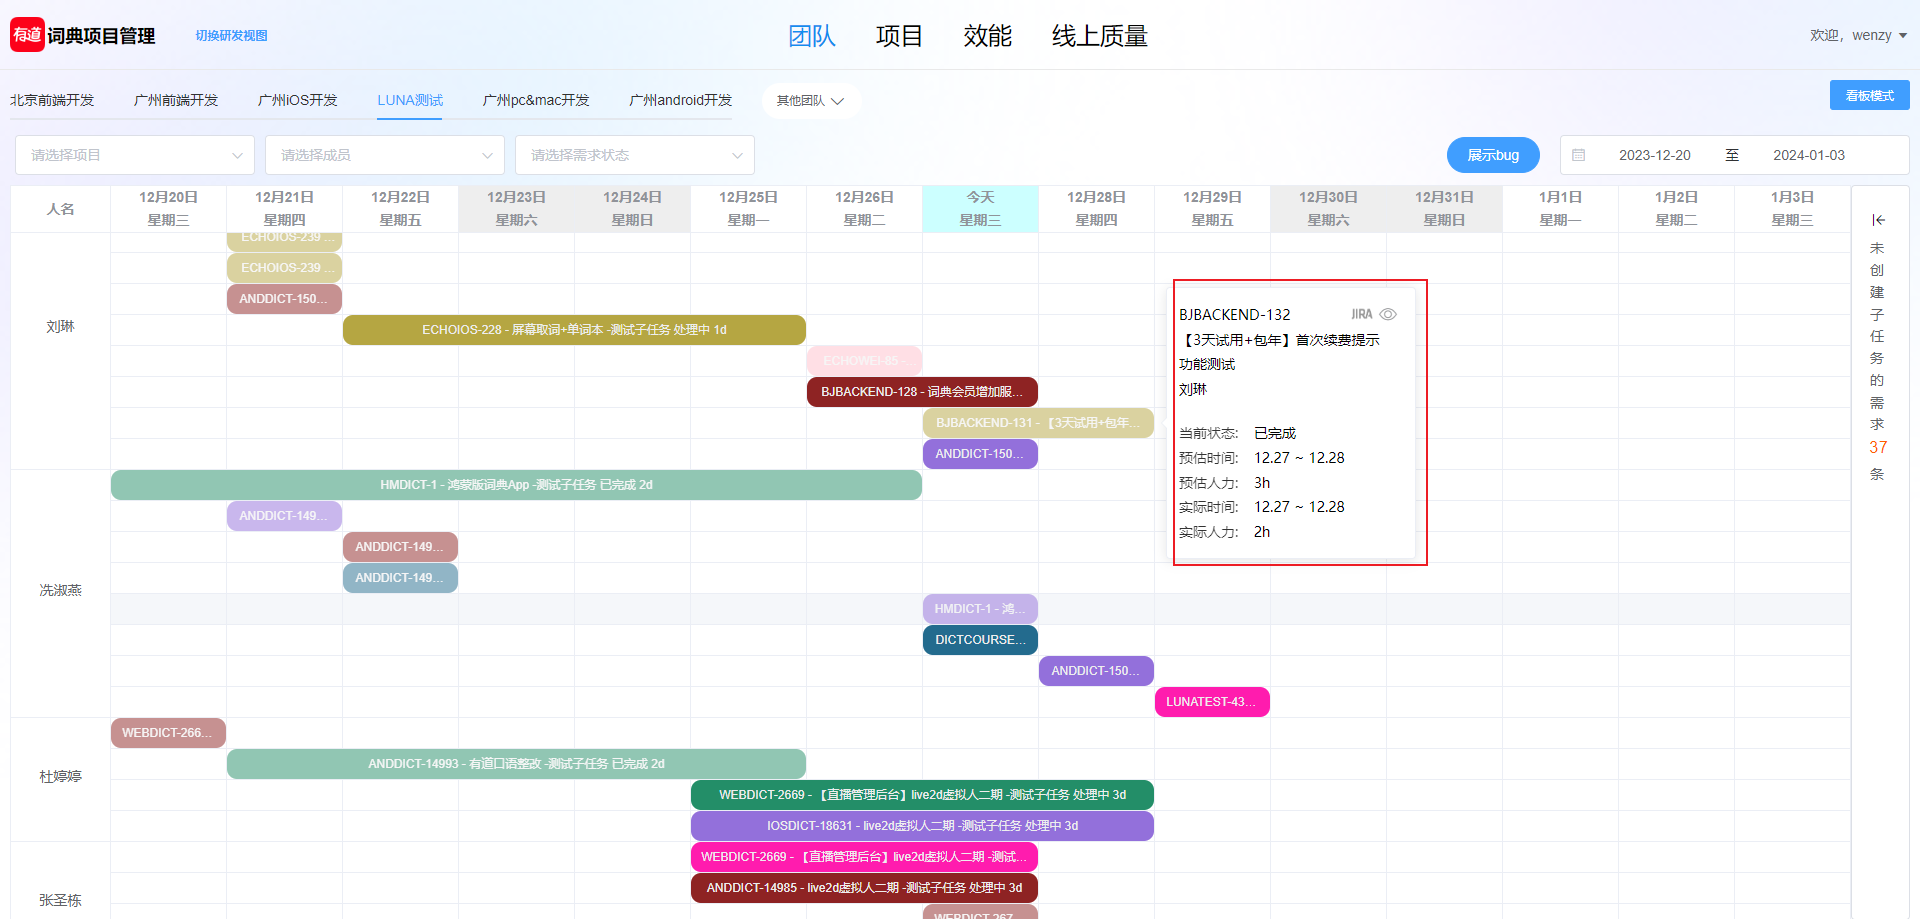 有道 词典项目管理 切换研发视图 团队 项目 效能 线上质量 欢迎，wenzy
北京前端开发 广州前端开发 广州iOS开发 LUNA测试 广州pc&mac开发 广州android开发 其他团队 看板模式
请选择项目 请选择成员 请选择需求状态 展示bug 2023-12-20 至 2024-01-03
人名
12月20日 12月21日 12月22日 12月23日 12月24日 12月25日 12月26日 今天 12月28日 12月29日 12月30日 12月31日 1月1日 1月2日 1月3日
星期三 星期四 星期五 星期六 星期日 星期一 星期二 星期三 星期四 星期五 星期六 星期日 星期一 星期二 星期三
刘琳
ECHOIOS-239 ...
ECHOIOS-239 ...
ANDDICT-150...
ECHOIOS-228 - 屏幕取词+单词本 -测试子任务 处理中 1d
ECHOWEI-85 -...
BJBACKEND-128 - 词典会员增加服...
BJBACKEND-131 - 【3天试用+包年...
ANDDICT-150...
冼淑燕
HMDICT-1 - 鸿蒙版词典App -测试子任务 已完成 2d
ANDDICT-149...
ANDDICT-149...
ANDDICT-149...
HMDICT-1 - 鸿...
DICTCOURSE...
ANDDICT-150...
LUNATEST-43...
杜婷婷
WEBDICT-266...
ANDDICT-14993 - 有道口语整改 -测试子任务 已完成 2d
WEBDICT-2669 - 【直播管理后台】live2d虚拟人二期 -测试子任务 处理中 3d
IOSDICT-18631 - live2d虚拟人二期 -测试子任务 处理中 3d
张圣栋
WEBDICT-2669 - 【直播管理后台】live2d虚拟人二期 -测试...
ANDDICT-14985 - live2d虚拟人二期 -测试子任务 处理中 3d
WEBDICT-267...
BJBACKEND-132 JIRA
【3天试用+包年】首次续费提示
功能测试
刘琳
当前状态: 已完成
预估时间: 12.27 ~ 12.28
预估人力: 3h
实际时间: 12.27 ~ 12.28
实际人力: 2h
未
创
建
子
任
务
的
需
求
37
条